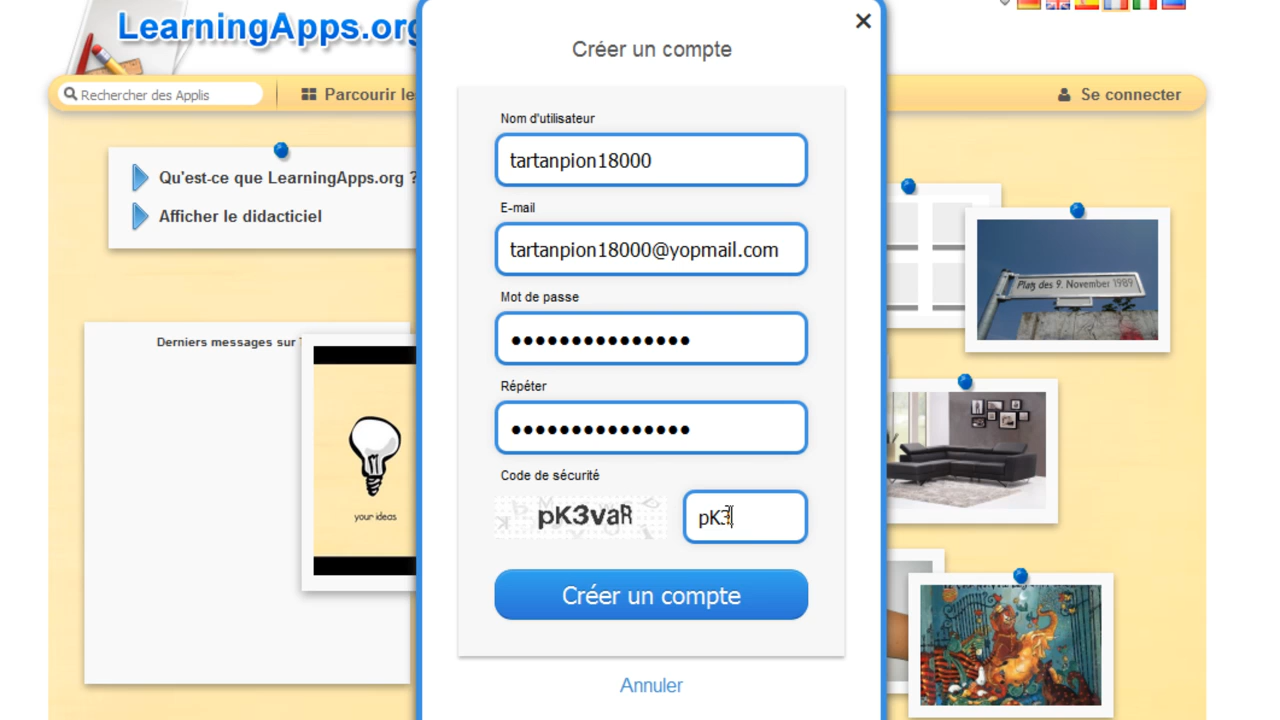 LearningApps.org
Créer un compte
Rechercher des Applis
Parcourir le
Se connecter
Nom d'utilisateur
tartanpion18000
Qu'est-ce que LearningApps.org ?
Afficher le didacticiel
E-mail
tartanpion18000@yopmail.com
Platz des 9. November 1989
Mot de passe
•••••••••••••••
Derniers messages sur
Répéter
•••••••••••••••
Code de sécurité
pK3vaR
pK3
your ideas
Créer un compte
Annuler